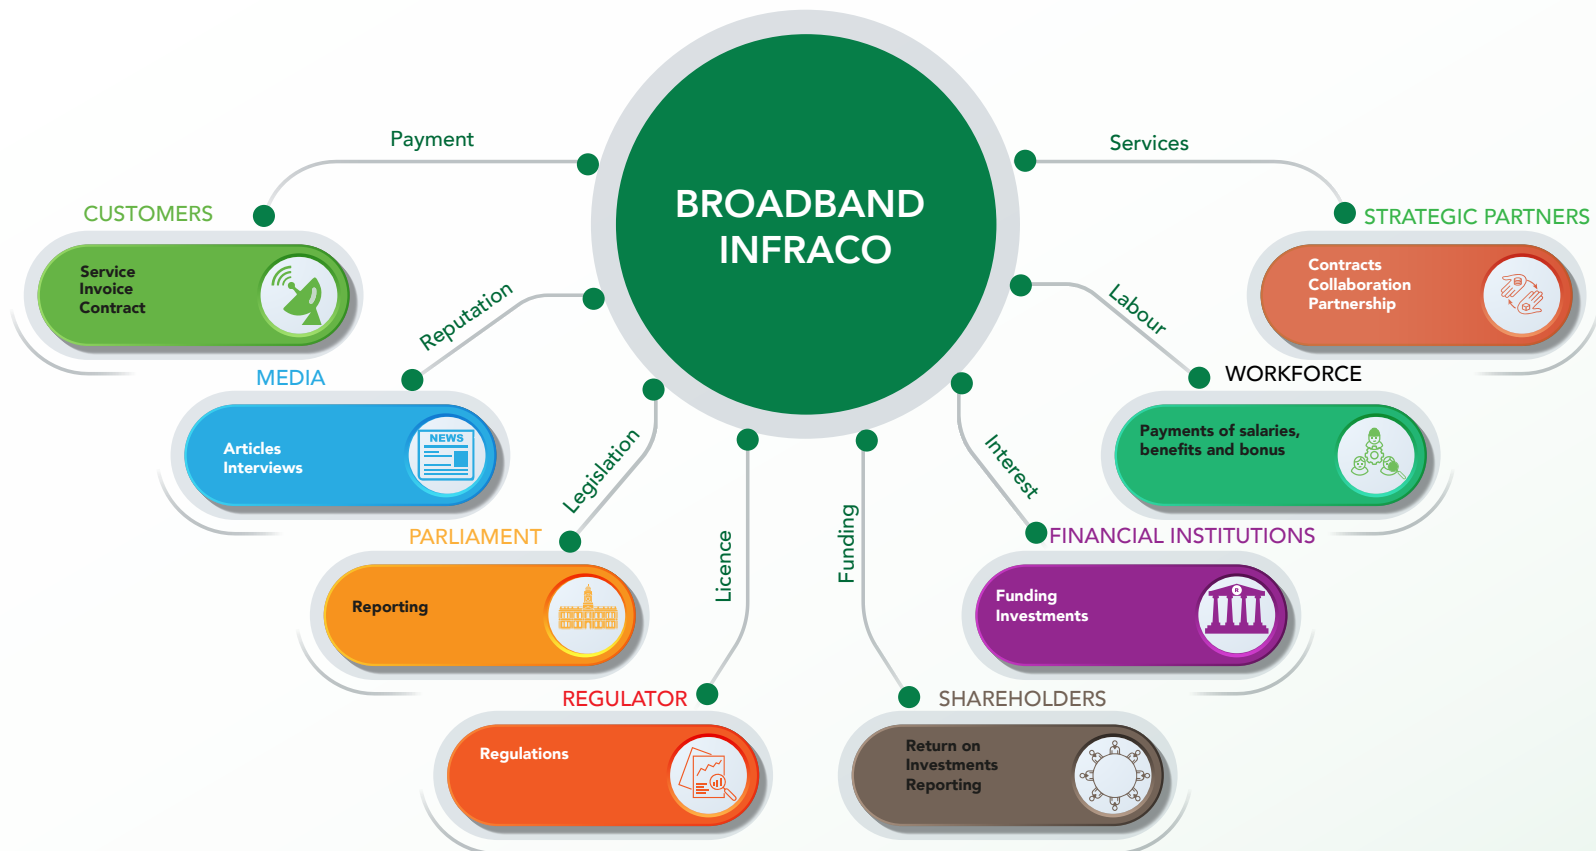 BROADBAND
INFRACO
Payment
CUSTOMERS
Service
Invoice
Contract
Reputation
MEDIA
Articles
Interviews
NEWS
Legislation
PARLIAMENT
Reporting
Licence
REGULATOR
Regulations
Funding
SHAREHOLDERS
Return on
Investments
Reporting
Interest
FINANCIAL INSTITUTIONS
Funding
Investments
R
Labour
WORKFORCE
Payments of salaries,
benefits and bonus
Services
STRATEGIC PARTNERS
Contracts
Collaboration
Partnership